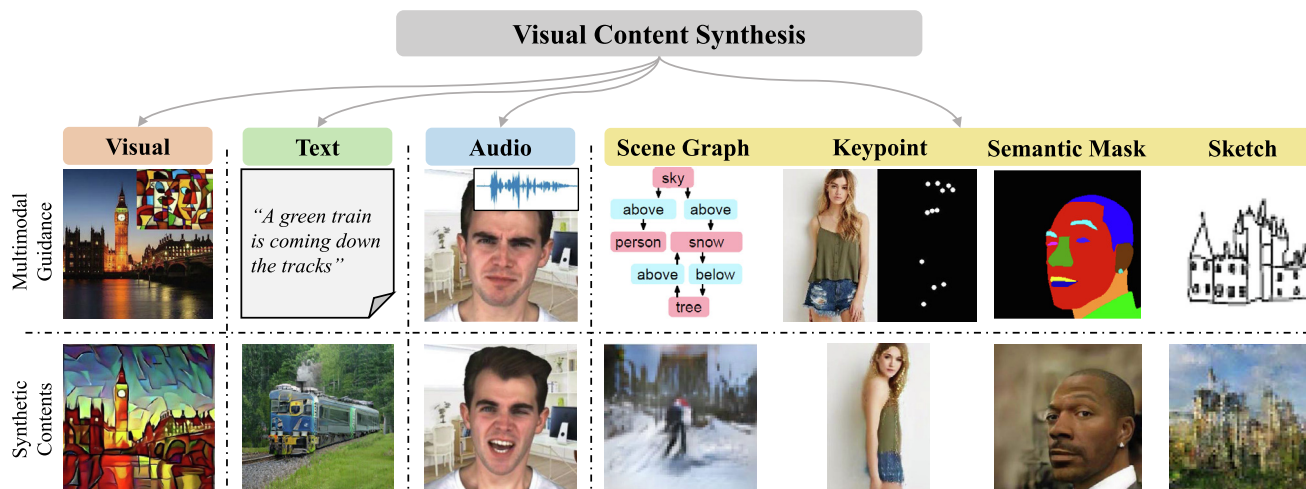 Visual Content Synthesis
Visual
Text
Audio
Scene Graph
Keypoint
Semantic Mask
Sketch
Multimodal
Guidance
“A green train
is coming down
the tracks”
sky
above above
person snow
above below
tree
Synthetic
Contents